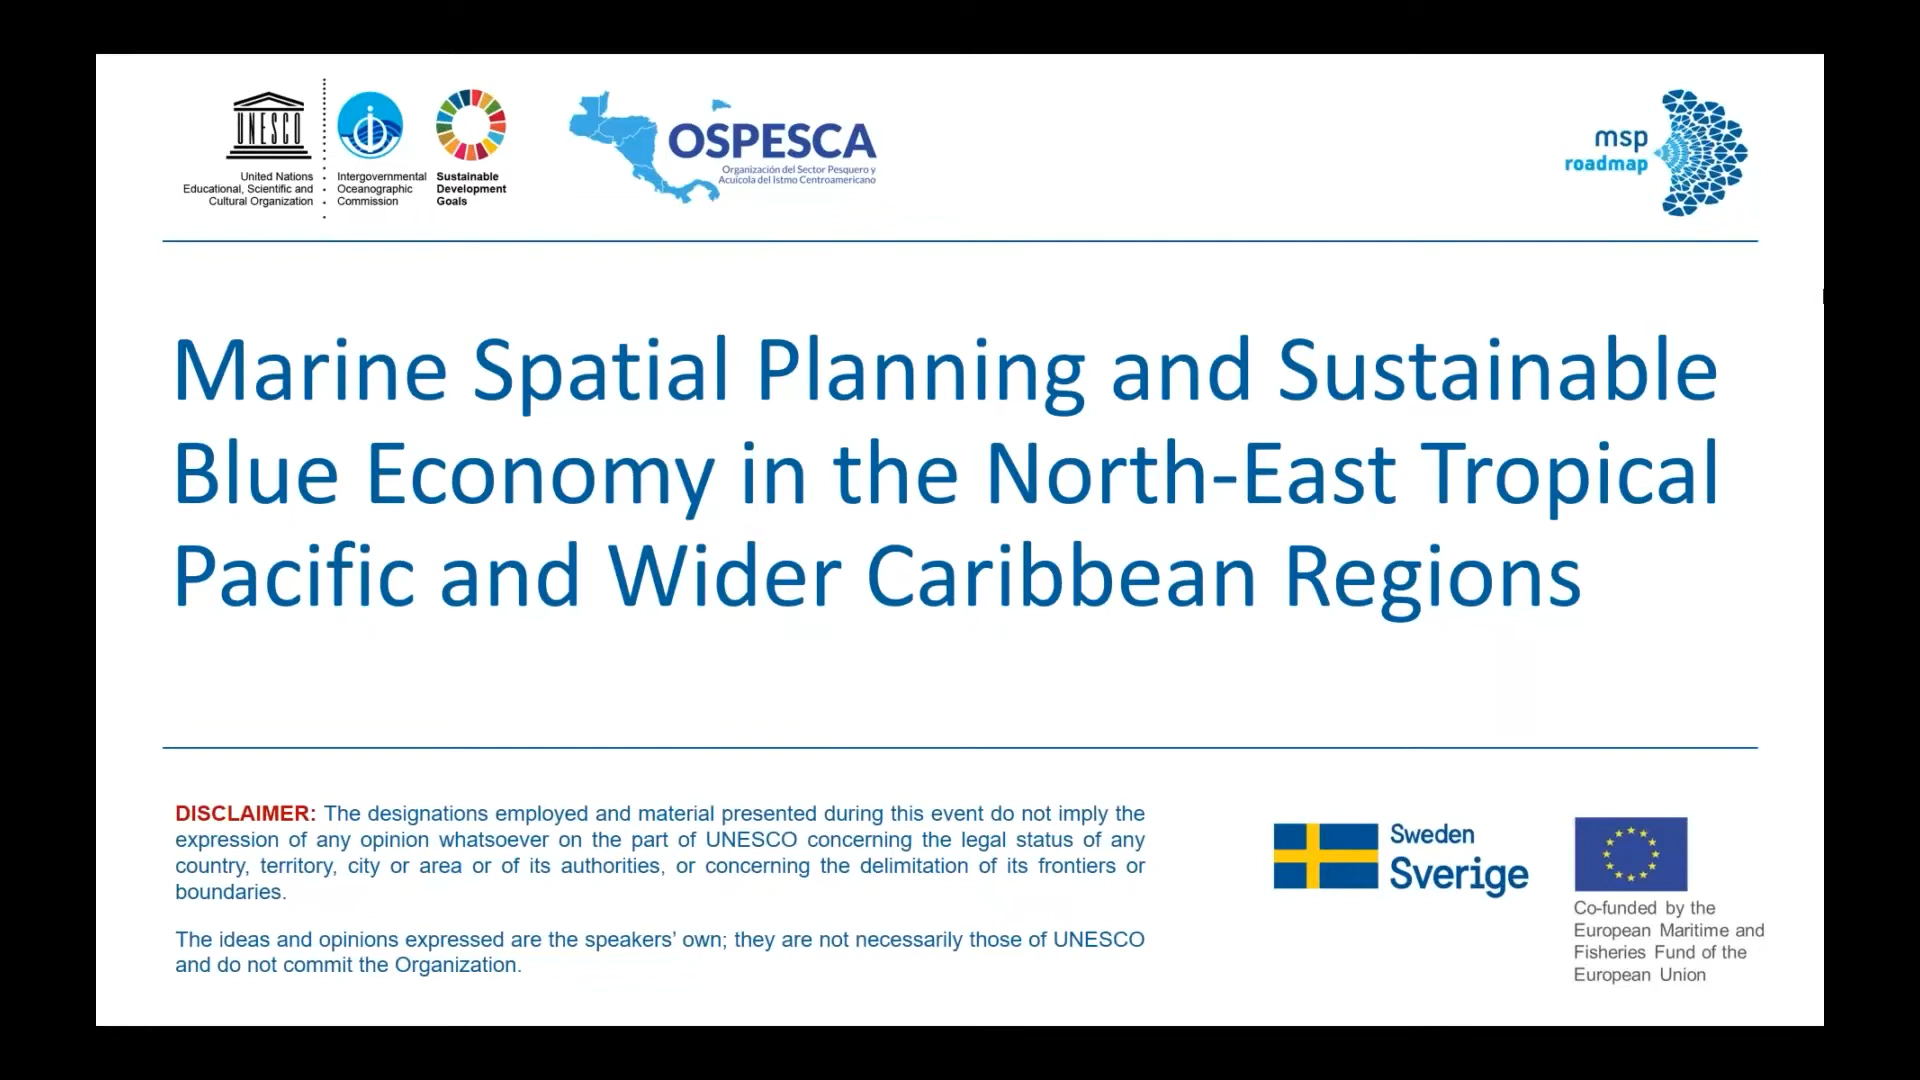 UNESCO
United Nations
Educational, Scientific and
Cultural Organization
Intergovernmental
Oceanographic
Commission
Sustainable
Development
Goals
OSPESCA
Organización del Sector Pesquero y
Acuícola del Istmo Centroamericano
msp
roadmap
Marine Spatial Planning and Sustainable
Blue Economy in the North-East Tropical
Pacific and Wider Caribbean Regions
DISCLAIMER: The designations employed and material presented during this event do not imply the
expression of any opinion whatsoever on the part of UNESCO concerning the legal status of any
country, territory, city or area or of its authorities, or concerning the delimitation of its frontiers or
boundaries.
The ideas and opinions expressed are the speakers’ own; they are not necessarily those of UNESCO
and do not commit the Organization.
Sweden
Sverige
Co-funded by the
European Maritime and
Fisheries Fund of the
European Union